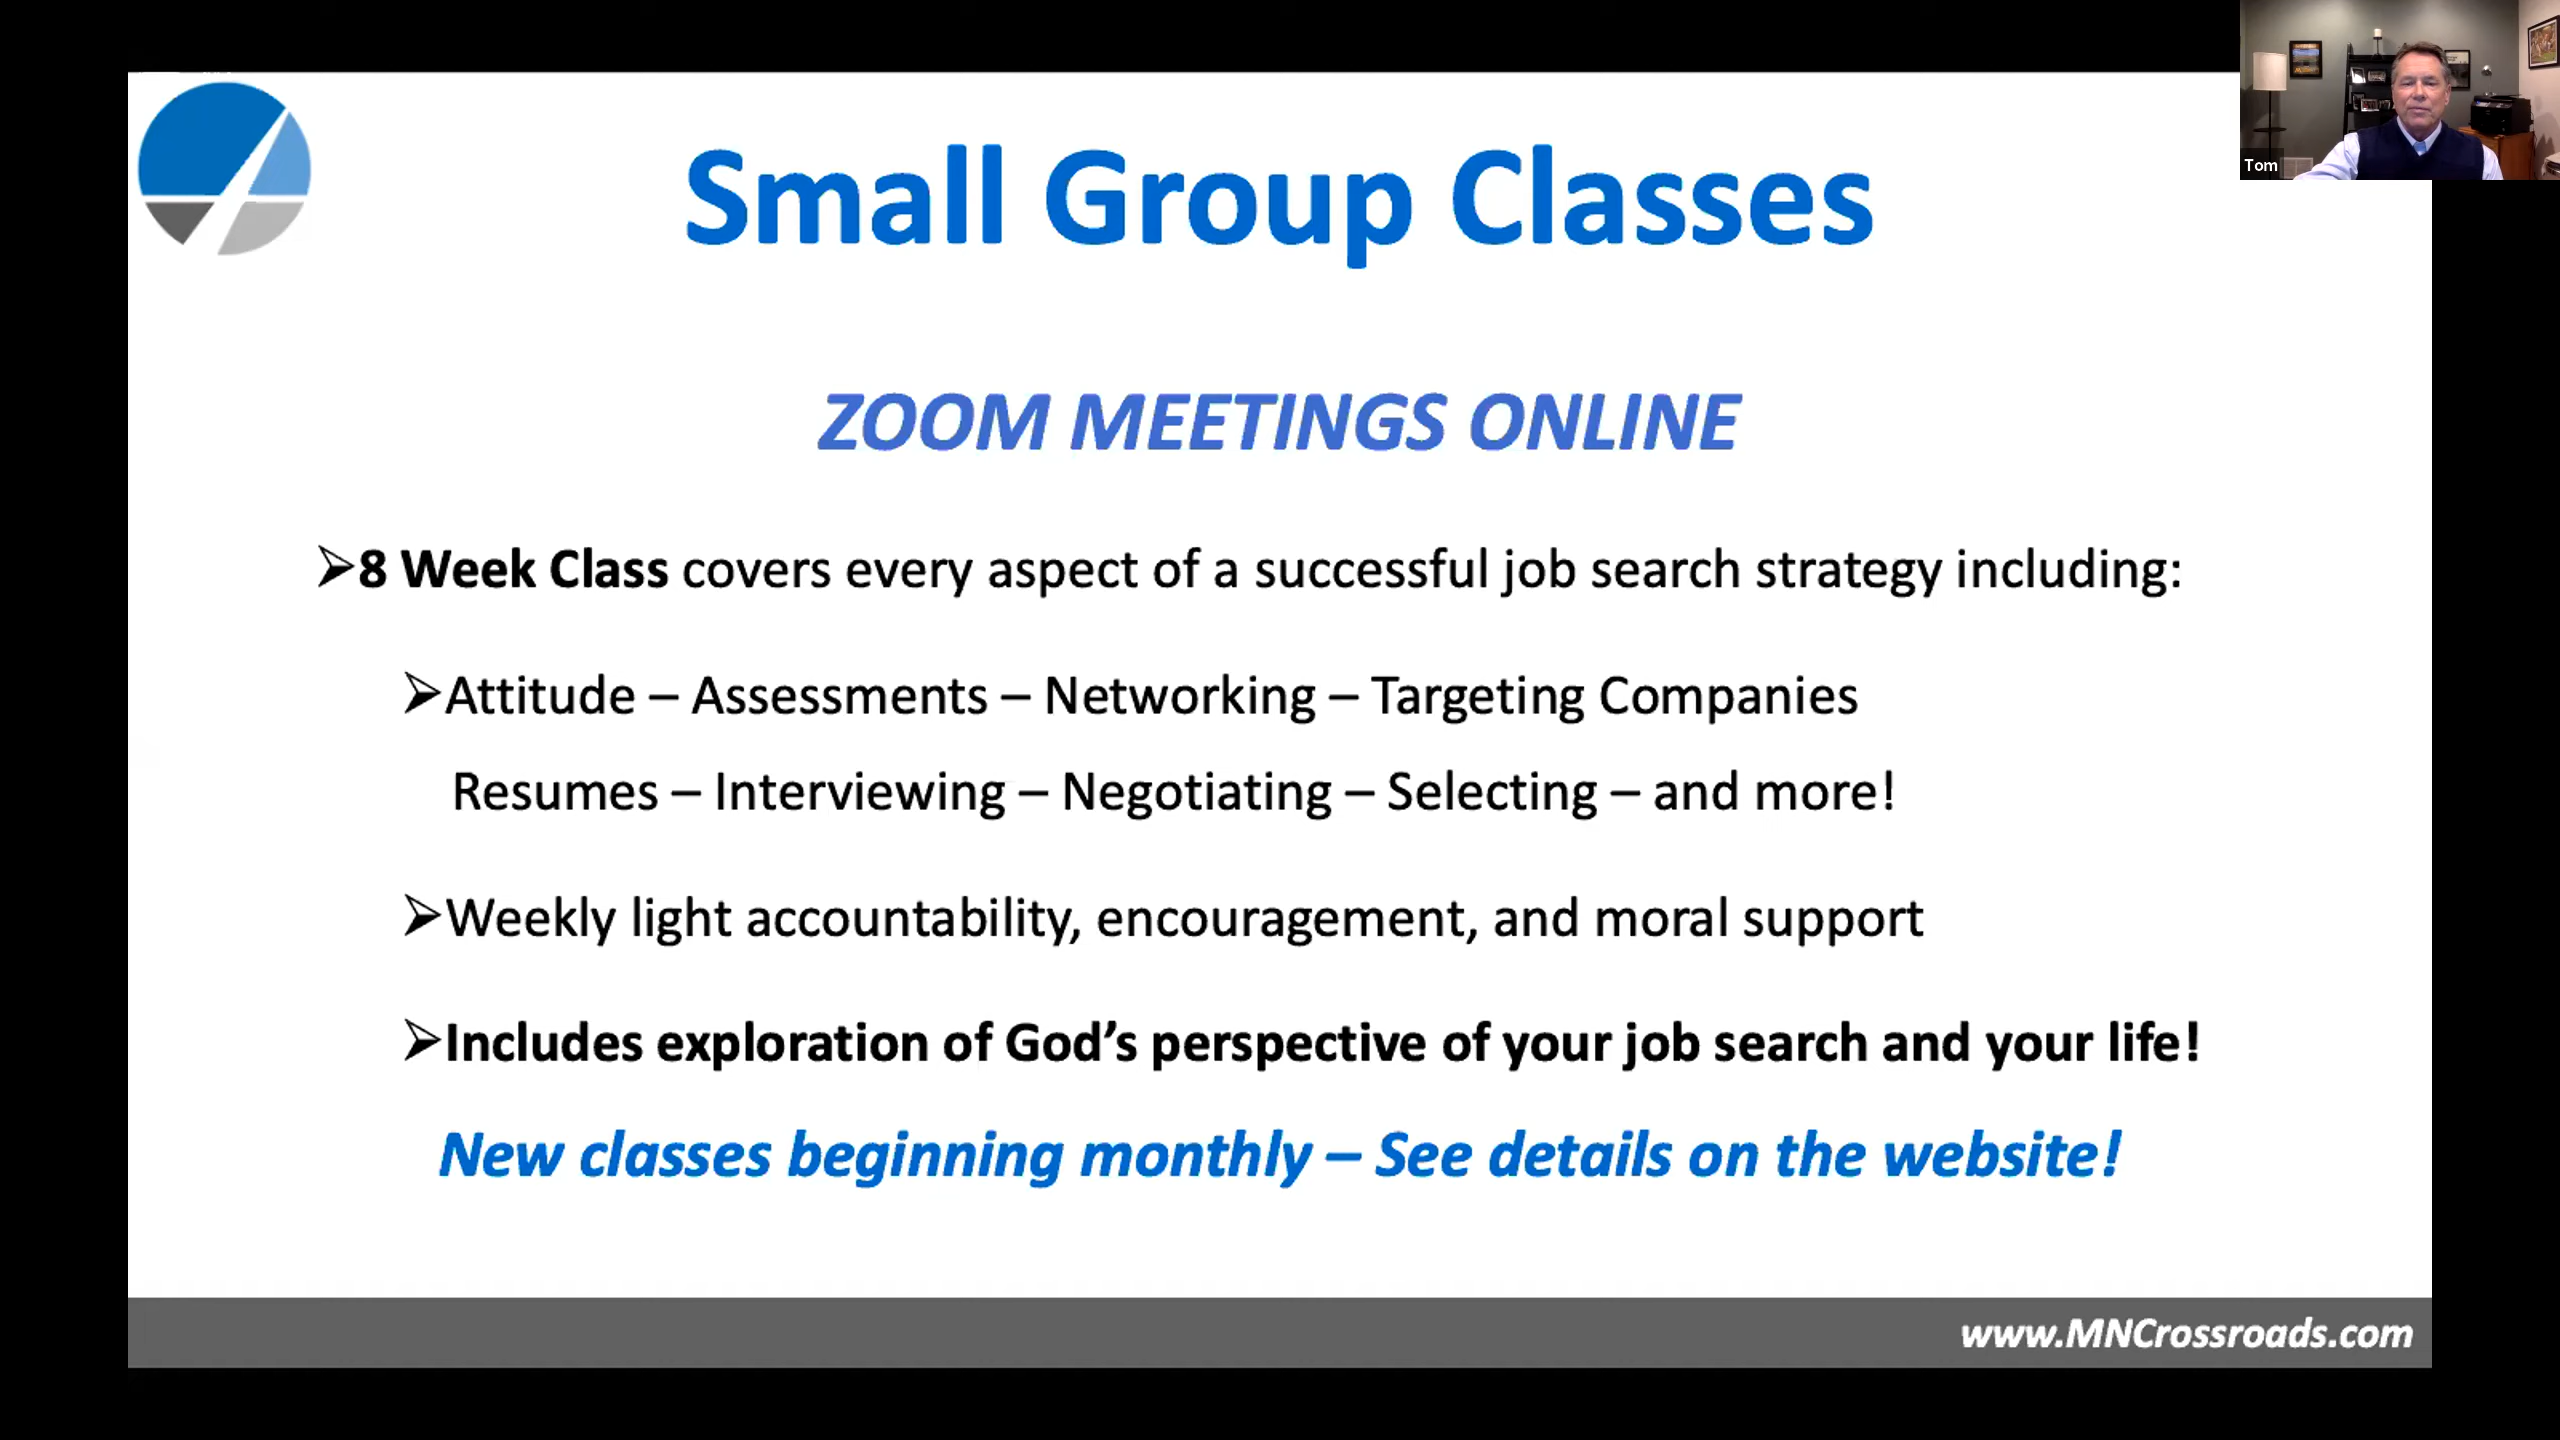 Small Group Classes
Tom
ZOOM MEETINGS ONLINE
➢8 Week Class covers every aspect of a successful job search strategy including:
➢Attitude – Assessments – Networking – Targeting Companies
Resumes – Interviewing – Negotiating – Selecting – and more!
➢Weekly light accountability, encouragement, and moral support
➢Includes exploration of God’s perspective of your job search and your life!
New classes beginning monthly – See details on the website!
www.MNCrossroads.com